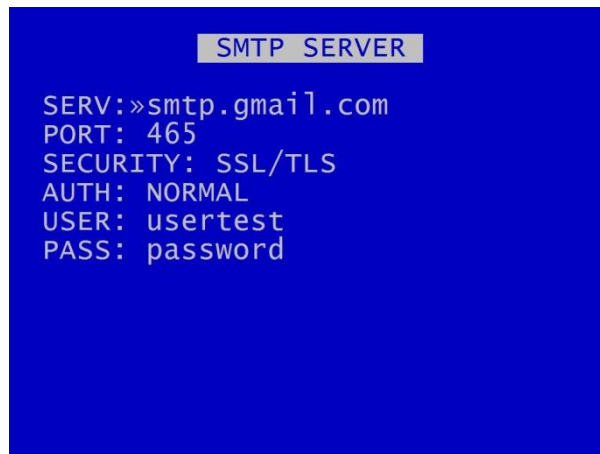 SMTP SERVER
SERV:»smtp.gmail.com
PORT: 465
SECURITY: SSL/TLS
AUTH: NORMAL
USER: usertest
PASS: password